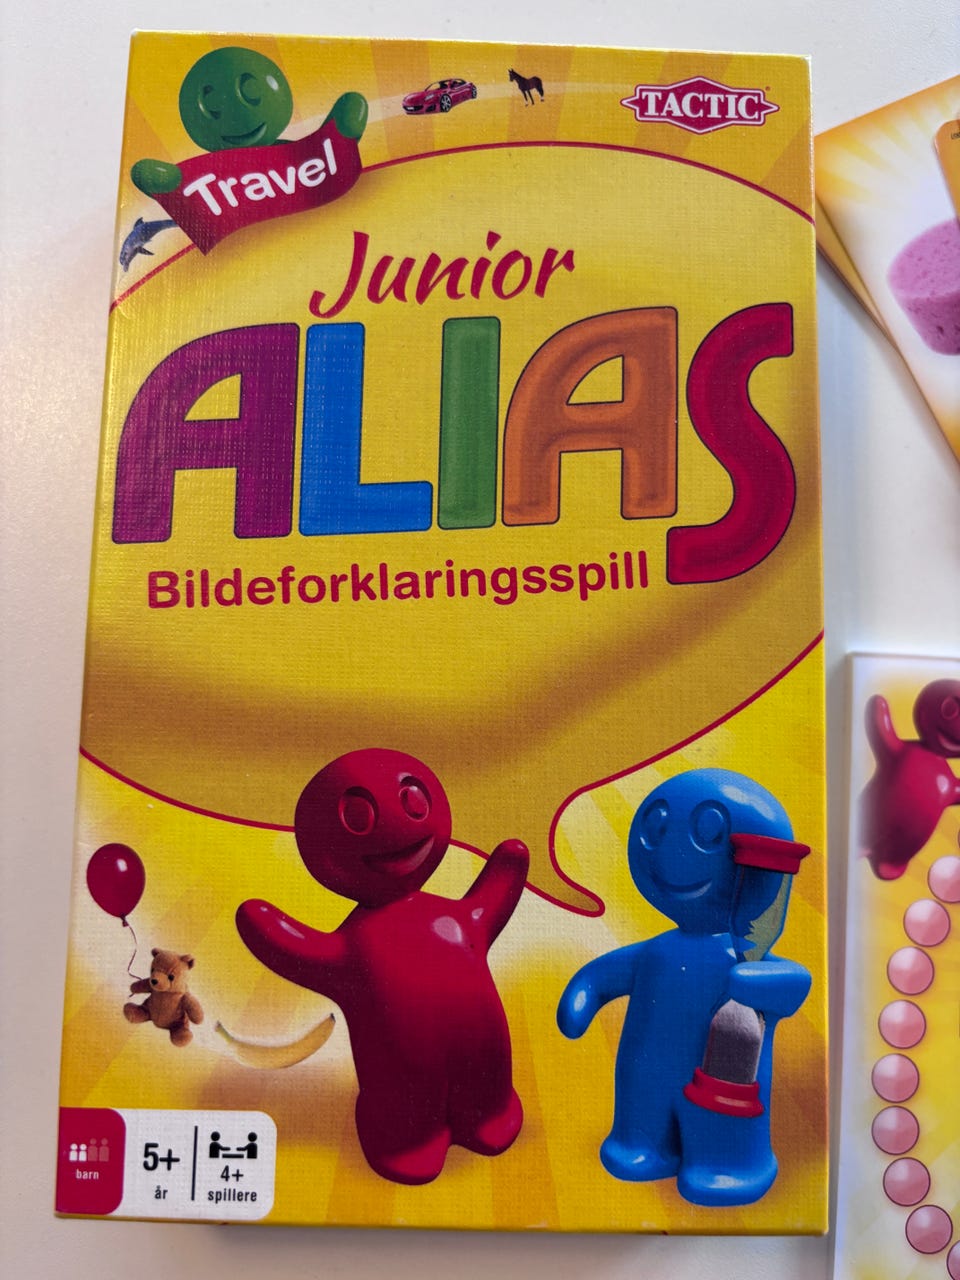 Travel
TACTIC
Junior
ALIAS
Bildeforklaringsspill
barn
5+
år
4+
spillere